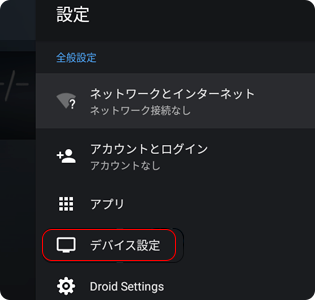 設定
全般設定
ネットワークとインターネット
ネットワーク接続なし
アカウントとログイン
アカウントなし
アプリ
デバイス設定
Droid Settings